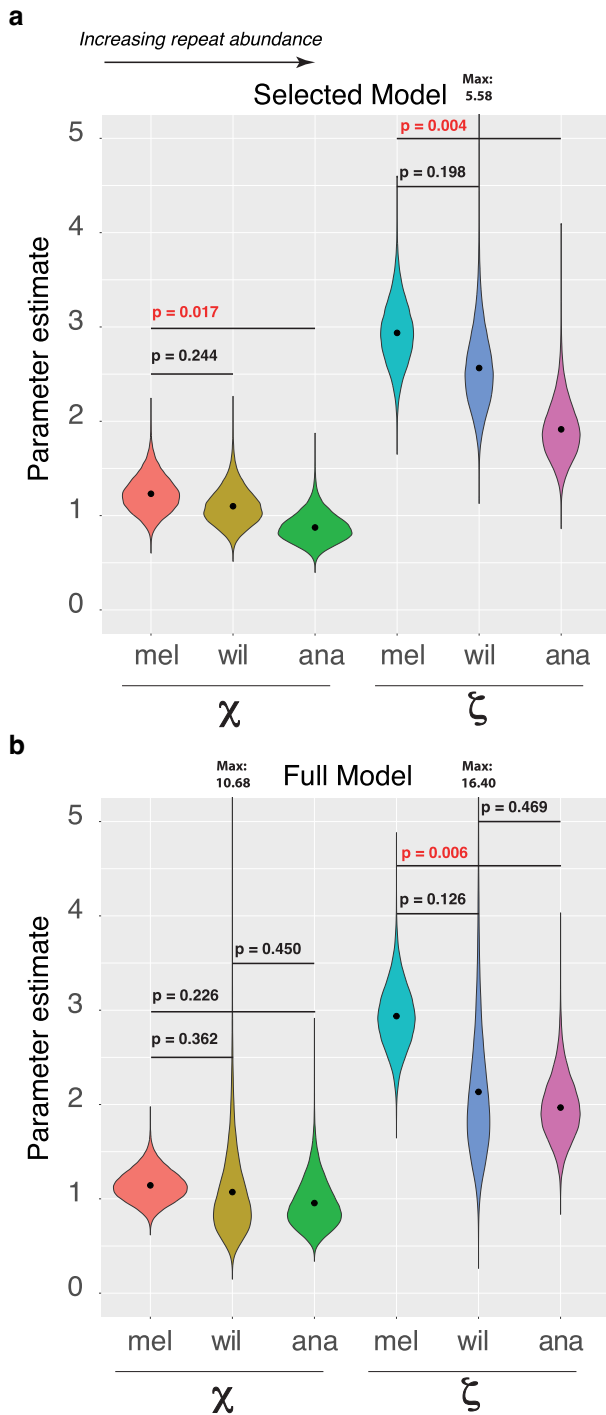 a
Increasing repeat abundance
Selected Model
Max:
5.58
Parameter estimate
5
4
3
2
1
0
p = 0.004
p = 0.198
p = 0.017
p = 0.244
mel wil ana mel wil ana
χ ζ
b
Max:
10.68
Full Model
Max:
16.40
Parameter estimate
5
4
3
2
1
0
p = 0.469
p = 0.006
p = 0.126
p = 0.450
p = 0.226
p = 0.362
mel wil ana mel wil ana
χ ζ